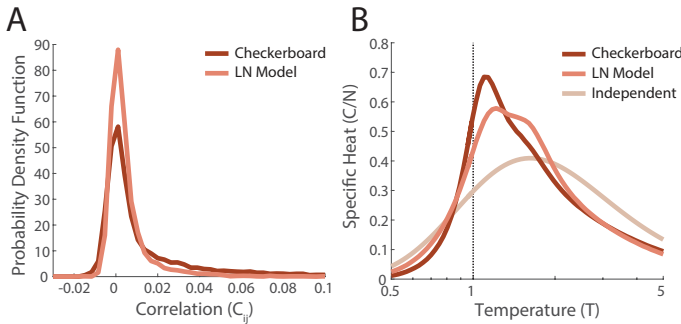 A
Probability Density Function
90
80
70
60
50
40
30
20
10
0
-0.02
0
0.02
0.04
0.06
0.08
0.1
Correlation (C_ij)
Checkerboard
LN Model
B
Specific Heat (C/N)
0.8
0.7
0.6
0.5
0.4
0.3
0.2
0.1
0
0.5
1
5
Temperature (T)
Checkerboard
LN Model
Independent